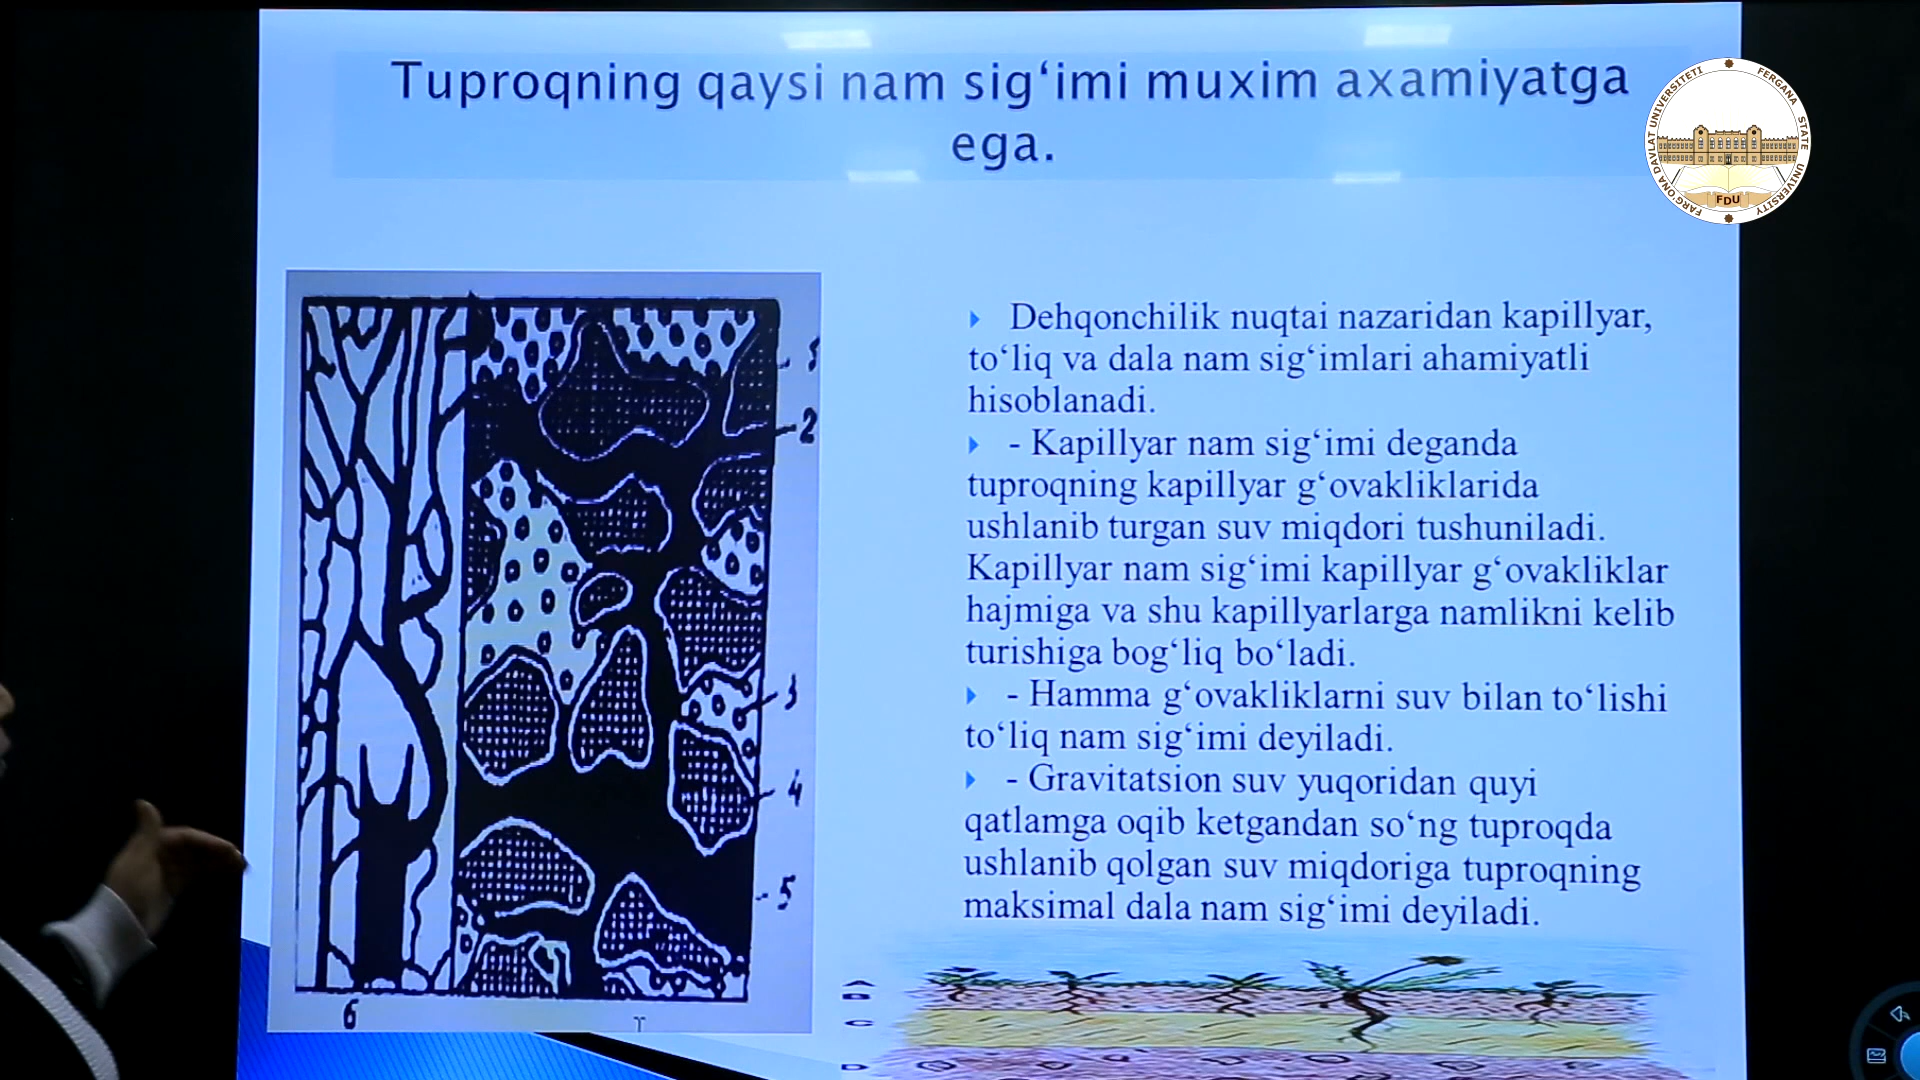 Tuproqning qaysi nam sig‘imi muxim axamiyatga
ega.
FARG'ONA DAVLAT UNIVERSITETI
FERGANA STATE UNIVERSITY
FDU
Dehqonchilik nuqtai nazaridan kapillyar,
to‘liq va dala nam sig‘imlari ahamiyatli
hisoblanadi.
- Kapillyar nam sig‘imi deganda
tuproqning kapillyar g‘ovakliklarida
ushlanib turgan suv miqdori tushuniladi.
Kapillyar nam sig‘imi kapillyar g‘ovakliklar
hajmiga va shu kapillyarlarga namlikni kelib
turishiga bog‘liq bo‘ladi.
- Hamma g‘ovakliklarni suv bilan to‘lishi
to‘liq nam sig‘imi deyiladi.
- Gravitatsion suv yuqoridan quyi
qatlamga oqib ketgandan so‘ng tuproqda
ushlanib qolgan suv miqdoriga tuproqning
maksimal dala nam sig‘imi deyiladi.
2
3
4
5
6
A
B
C
D